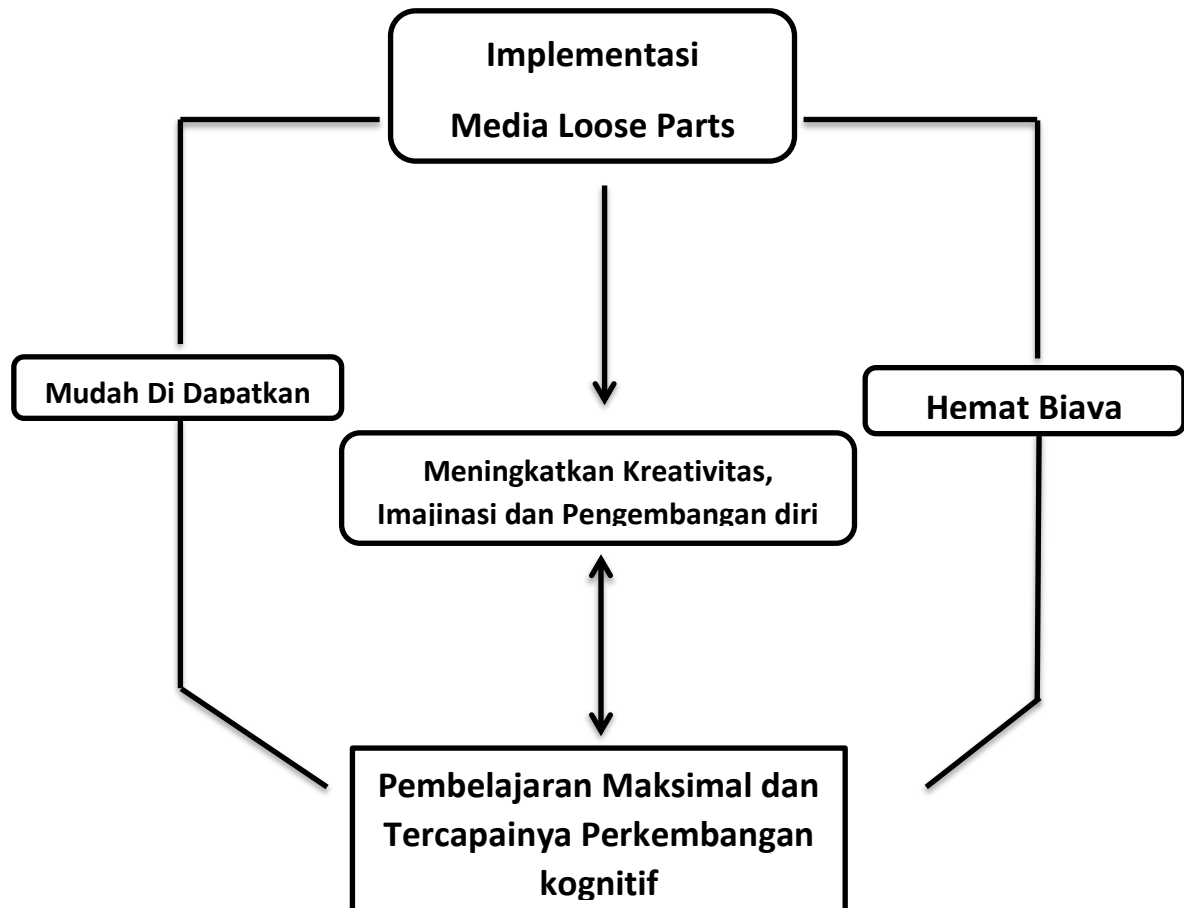 Implementasi
Media Loose Parts
Mudah Di Dapatkan
Hemat Biaya
Meningkatkan Kreativitas,
Imajinasi dan Pengembangan diri
Pembelajaran Maksimal dan
Tercapainya Perkembangan
kognitif